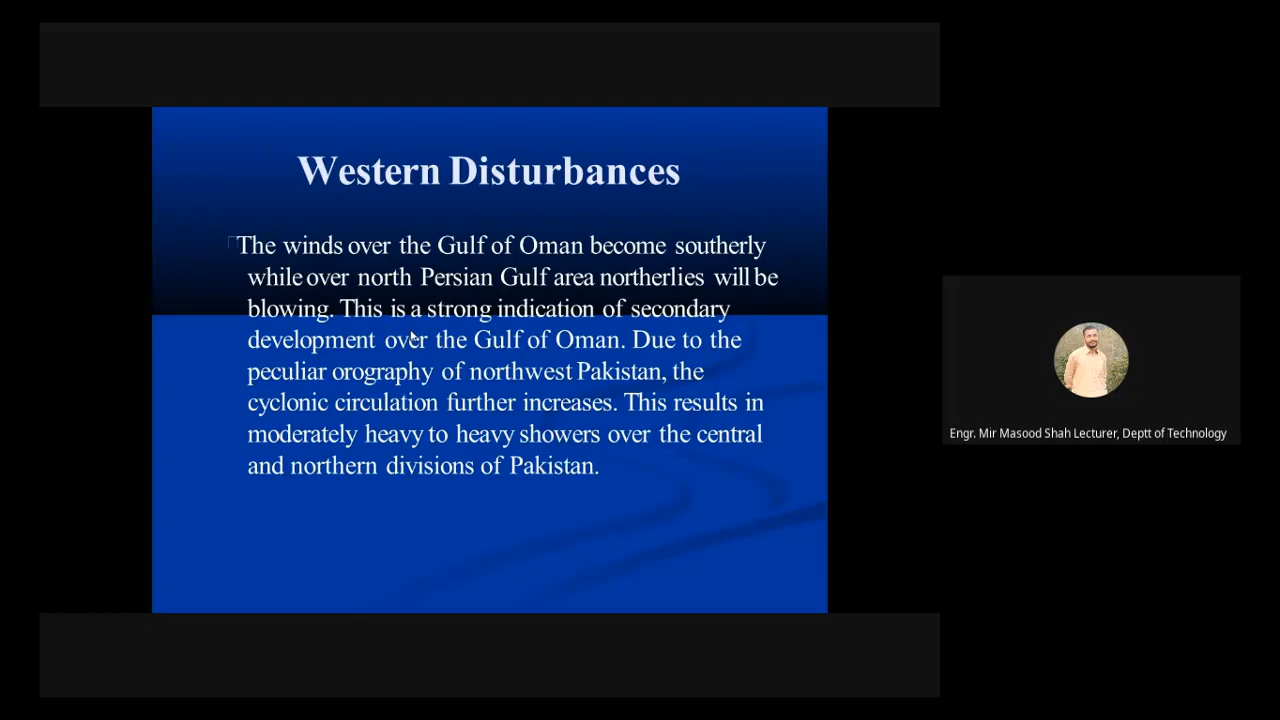 Western Disturbances
The winds over the Gulf of Oman become southerly
while over north Persian Gulf area northerlies will be
blowing. This is a strong indication of secondary
development over the Gulf of Oman. Due to the
peculiar orography of northwest Pakistan, the
cyclonic circulation further increases. This results in
moderately heavy to heavy showers over the central
and northern divisions of Pakistan.
Engr. Mir Masood Shah Lecturer, Deptt of Technology